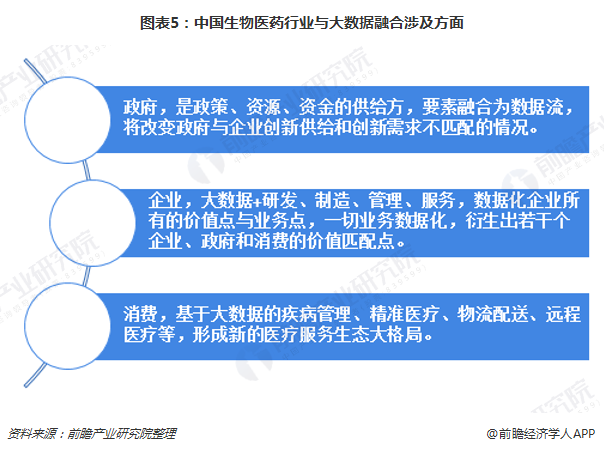 图表5：中国生物医药行业与大数据融合涉及方面
政府，是政策、资源、资金的供给方，要素融合为数据流，
将改变政府与企业创新供给和创新需求不匹配的情况。
企业，大数据+研发、制造、管理、服务，数据化企业所
有的价值点与业务点，一切业务数据化，衍生出若干个
企业、政府和消费的价值匹配点。
消费，基于大数据的疾病管理、精准医疗、物流配送、远程
医疗等，形成新的医疗服务生态大格局。
资料来源：前瞻产业研究院整理
@前瞻经济学人APP
前瞻产业研究院